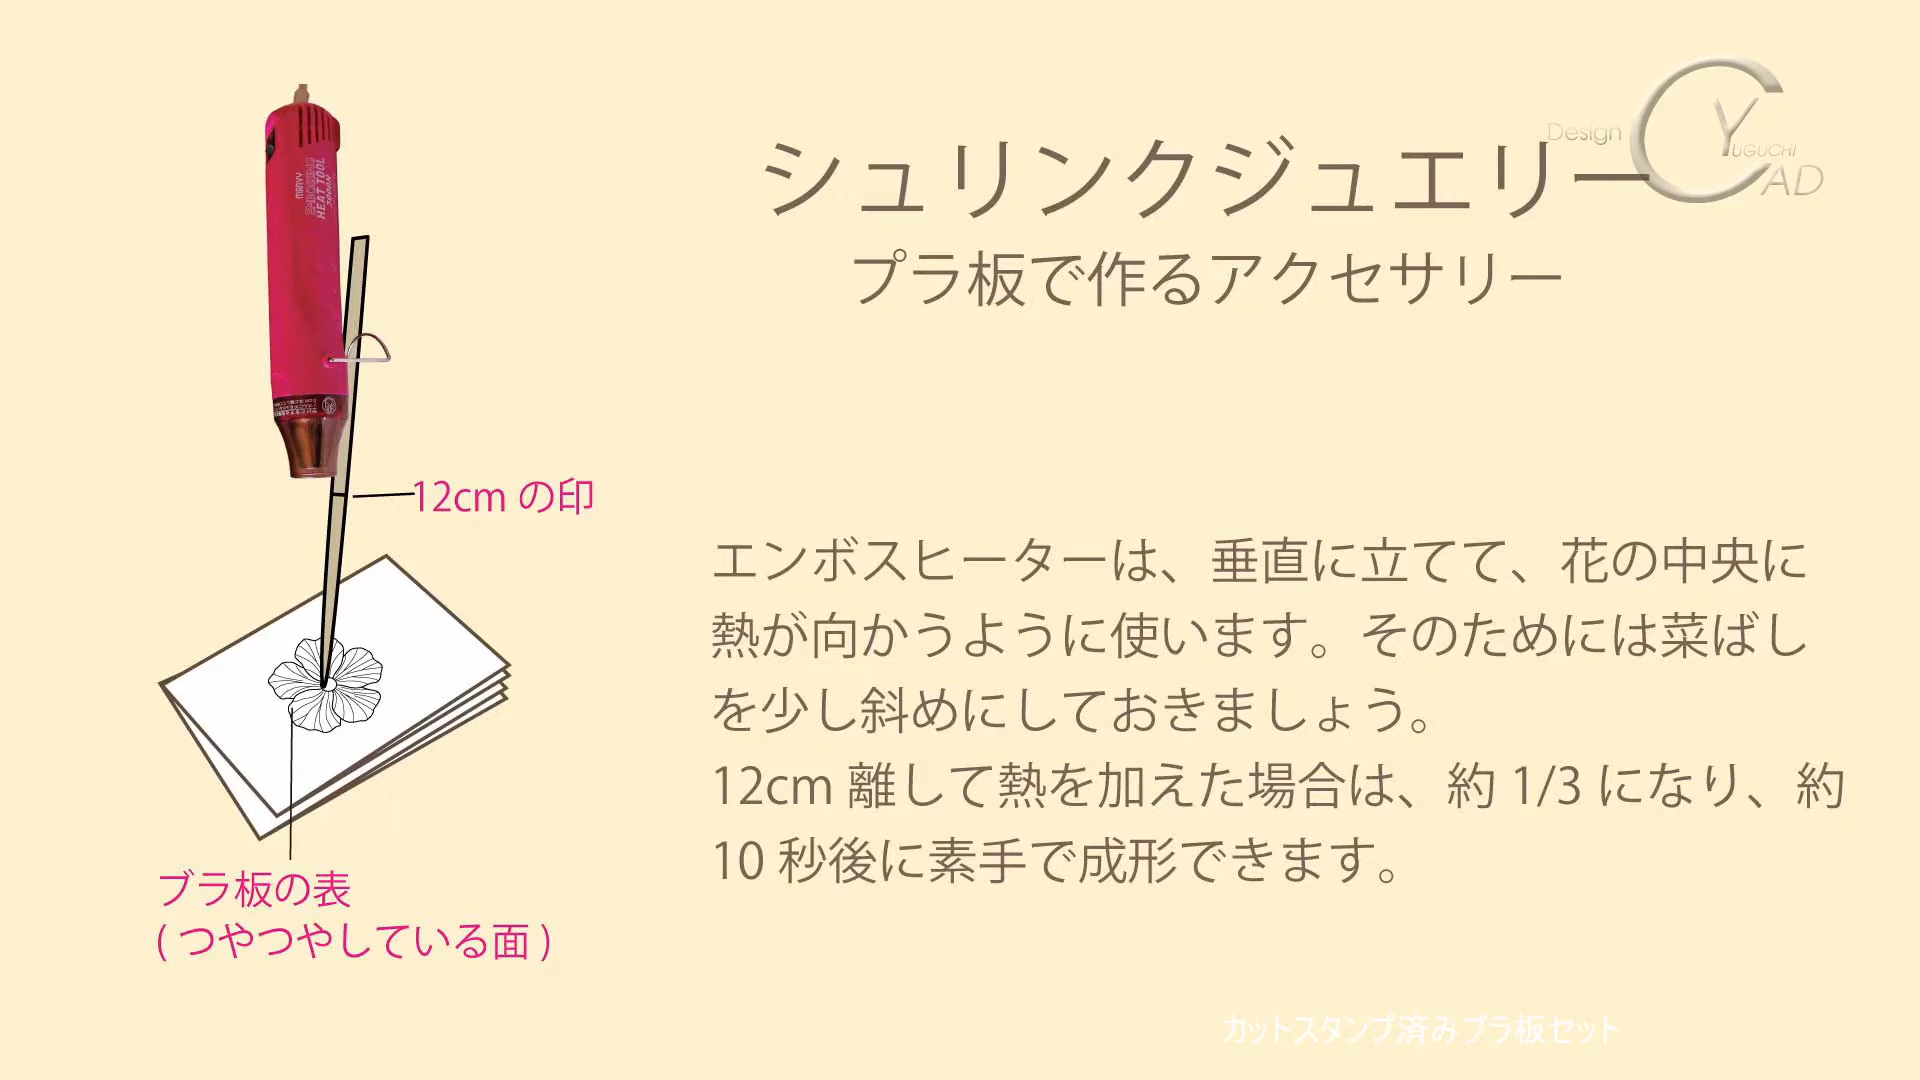 Design
YUGUCHI
CAD
シュリンクジュエリー
プラ板で作るアクセサリー
MARVY
EMBOSSING
HEAT TOOL
JAPAN
12cm の印
エンボスヒーターは、垂直に立てて、花の中央に
熱が向かうように使います。そのためには菜ばし
を少し斜めにしておきましょう。
12cm 離して熱を加えた場合は、約 1/3 になり、約
10 秒後に素手で成形できます。
プラ板の表
( つやつやしている面 )
カットスタンプ済みプラ板セット